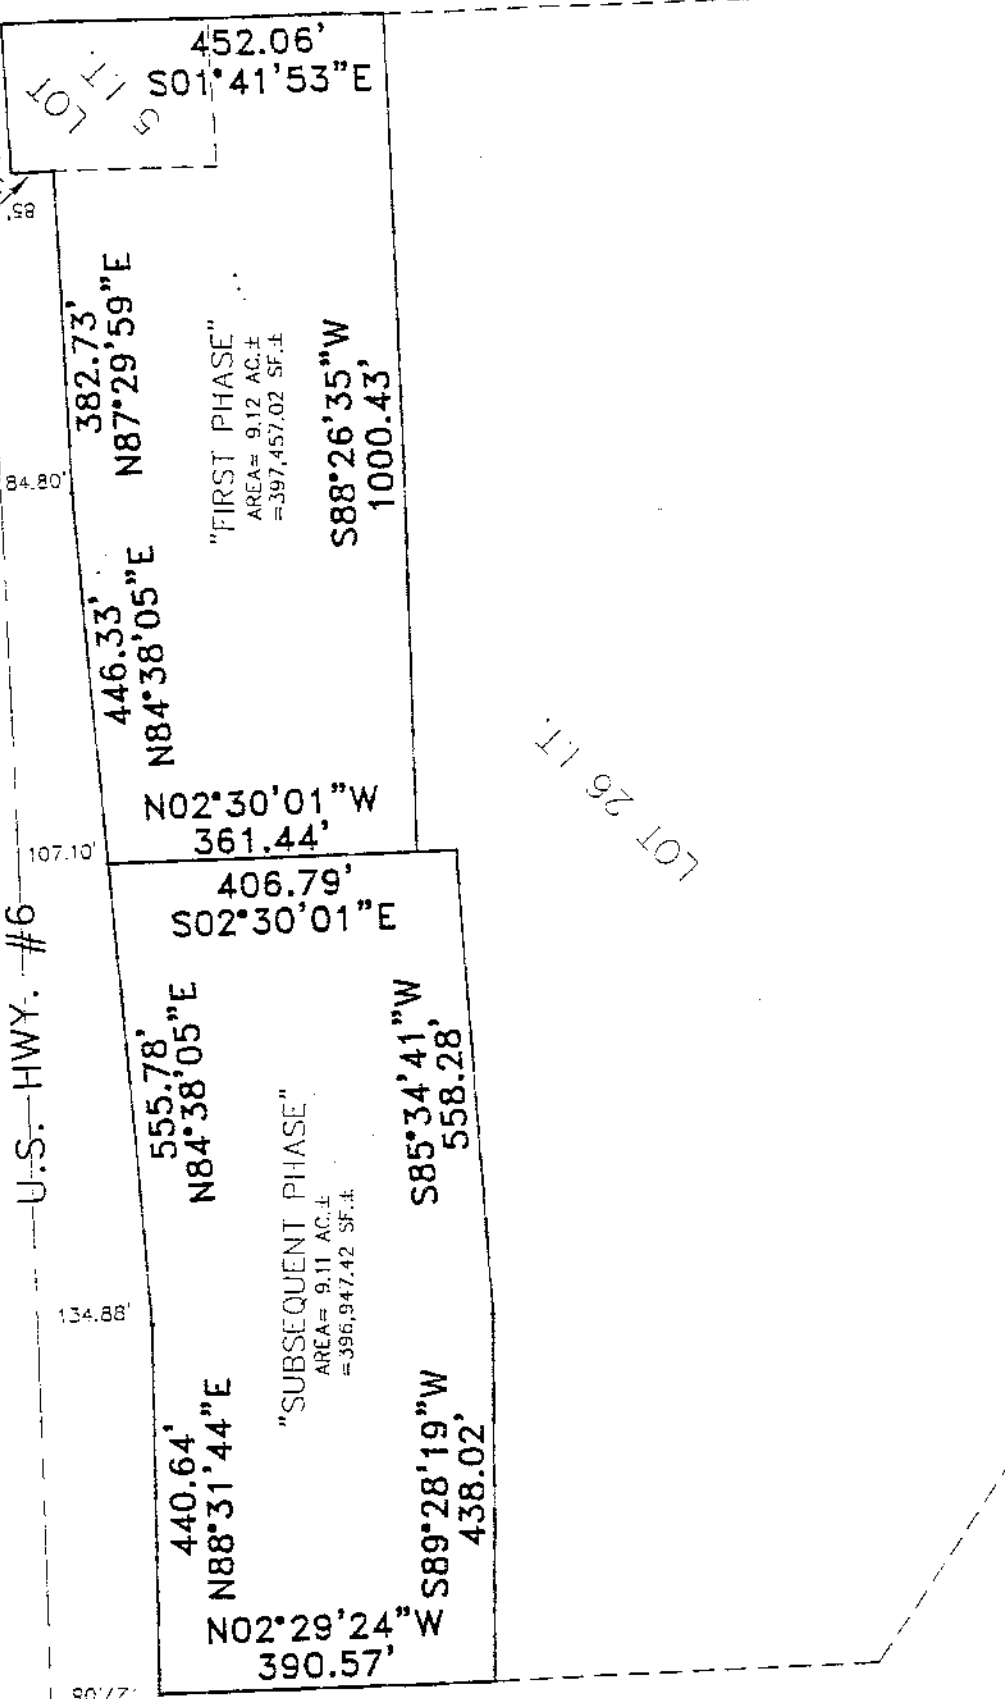 452.06'
S01°41'53"E
LOT
5 I.T.
85'
382.73'
N87°29'59"E
"FIRST PHASE"
AREA= 9.12 AC.±
=397,457.02 SF.±
S88°26'35"W
1000.43'
84.80'
446.33'
N84°38'05"E
N02°30'01"W
361.44'
107.10'
LOT 26 I.T.
406.79'
S02°30'01"E
U.S. HWY. #6
555.78'
N84°38'05"E
"SUBSEQUENT PHASE"
AREA= 9.11 AC.±
=396,947.42 SF.±
S85°34'41"W
558.28'
134.88'
440.64'
N88°31'44"E
S89°28'19"W
438.02'
N02°29'24"W
390.57'